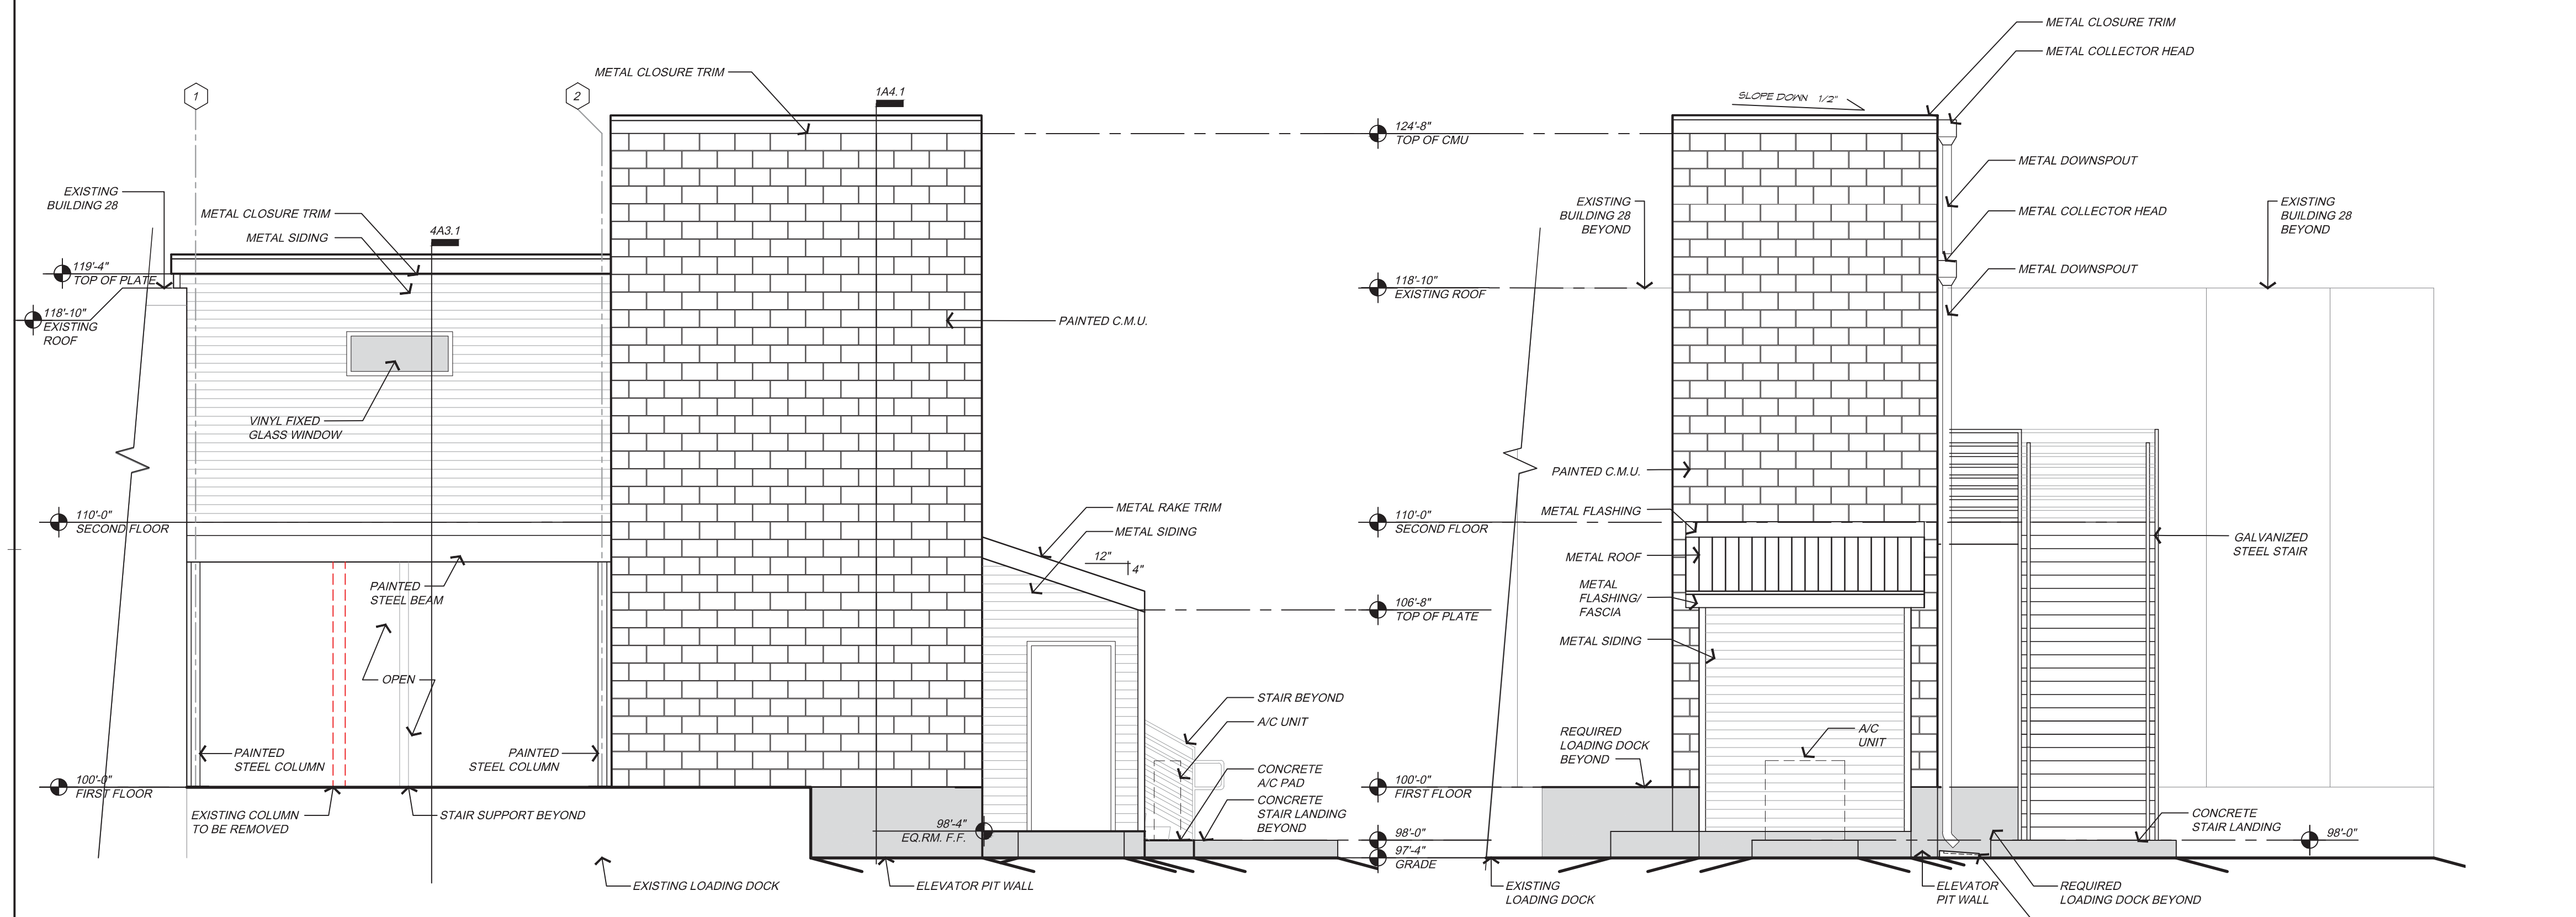 1
2
METAL CLOSURE TRIM
1A4.1
EXISTING
BUILDING 28
METAL CLOSURE TRIM
METAL SIDING
4A3.1
119'-4"
TOP OF PLATE
118'-10"
EXISTING
ROOF
VINYL FIXED
GLASS WINDOW
110'-0"
SECOND FLOOR
PAINTED
STEEL BEAM
OPEN
PAINTED
STEEL COLUMN
PAINTED
STEEL COLUMN
100'-0"
FIRST FLOOR
EXISTING COLUMN
TO BE REMOVED
STAIR SUPPORT BEYOND
EXISTING LOADING DOCK
PAINTED C.M.U.
METAL RAKE TRIM
METAL SIDING
12"
4"
STAIR BEYOND
A/C UNIT
CONCRETE
A/C PAD
CONCRETE
STAIR LANDING
BEYOND
98'-4"
EQ.RM. F.F.
ELEVATOR PIT WALL
METAL CLOSURE TRIM
METAL COLLECTOR HEAD
SLOPE DOWN 1/2"
124'-8"
TOP OF CMU
METAL DOWNSPOUT
EXISTING
BUILDING 28
BEYOND
METAL COLLECTOR HEAD
EXISTING
BUILDING 28
BEYOND
METAL DOWNSPOUT
118'-10"
EXISTING ROOF
PAINTED C.M.U.
METAL FLASHING
110'-0"
SECOND FLOOR
METAL ROOF
GALVANIZED
STEEL STAIR
METAL
FLASHING/
FASCIA
106'-8"
TOP OF PLATE
METAL SIDING
REQUIRED
LOADING DOCK
BEYOND
A/C
UNIT
100'-0"
FIRST FLOOR
CONCRETE
STAIR LANDING
98'-0"
98'-0"
97'-4"
GRADE
EXISTING
LOADING DOCK
ELEVATOR
PIT WALL
REQUIRED
LOADING DOCK BEYOND